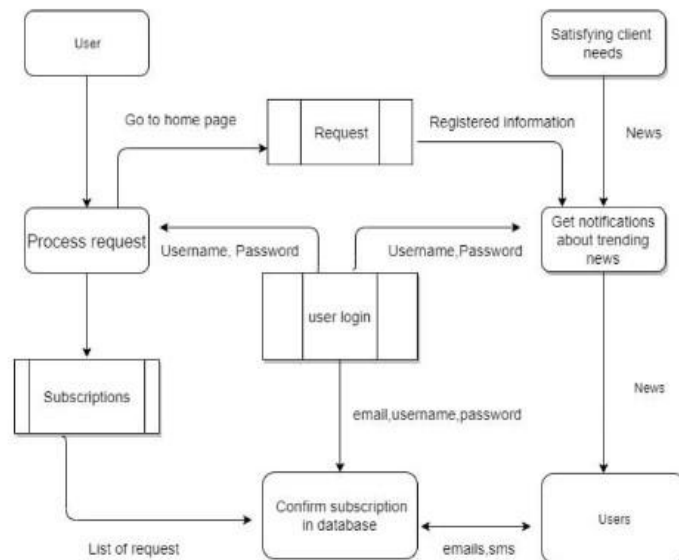 User
Satisfying client
needs
Go to home page
Request
Registered information
News
Process request
Username, Password
Username,Password
Get notifications
about trending
news
user login
Subscriptions
email,username,password
News
Confirm subscription
in database
Users
List of request
emails,sms